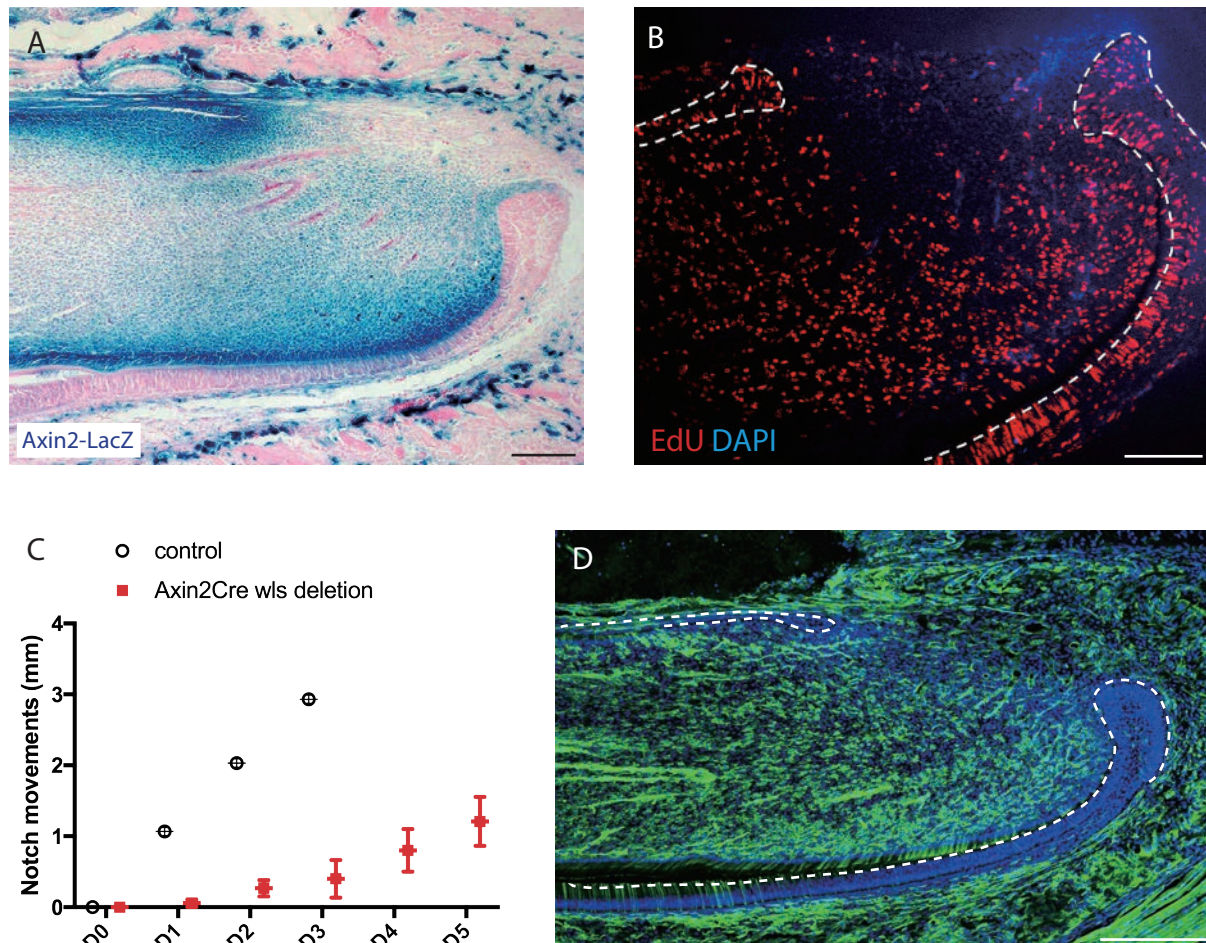 A
Axin2-LacZ
B
EdU DAPI
C
control
Axin2Cre wls deletion
Notch movements (mm)
4
3
2
1
0
D0 D1 D2 D3 D4 D5
D